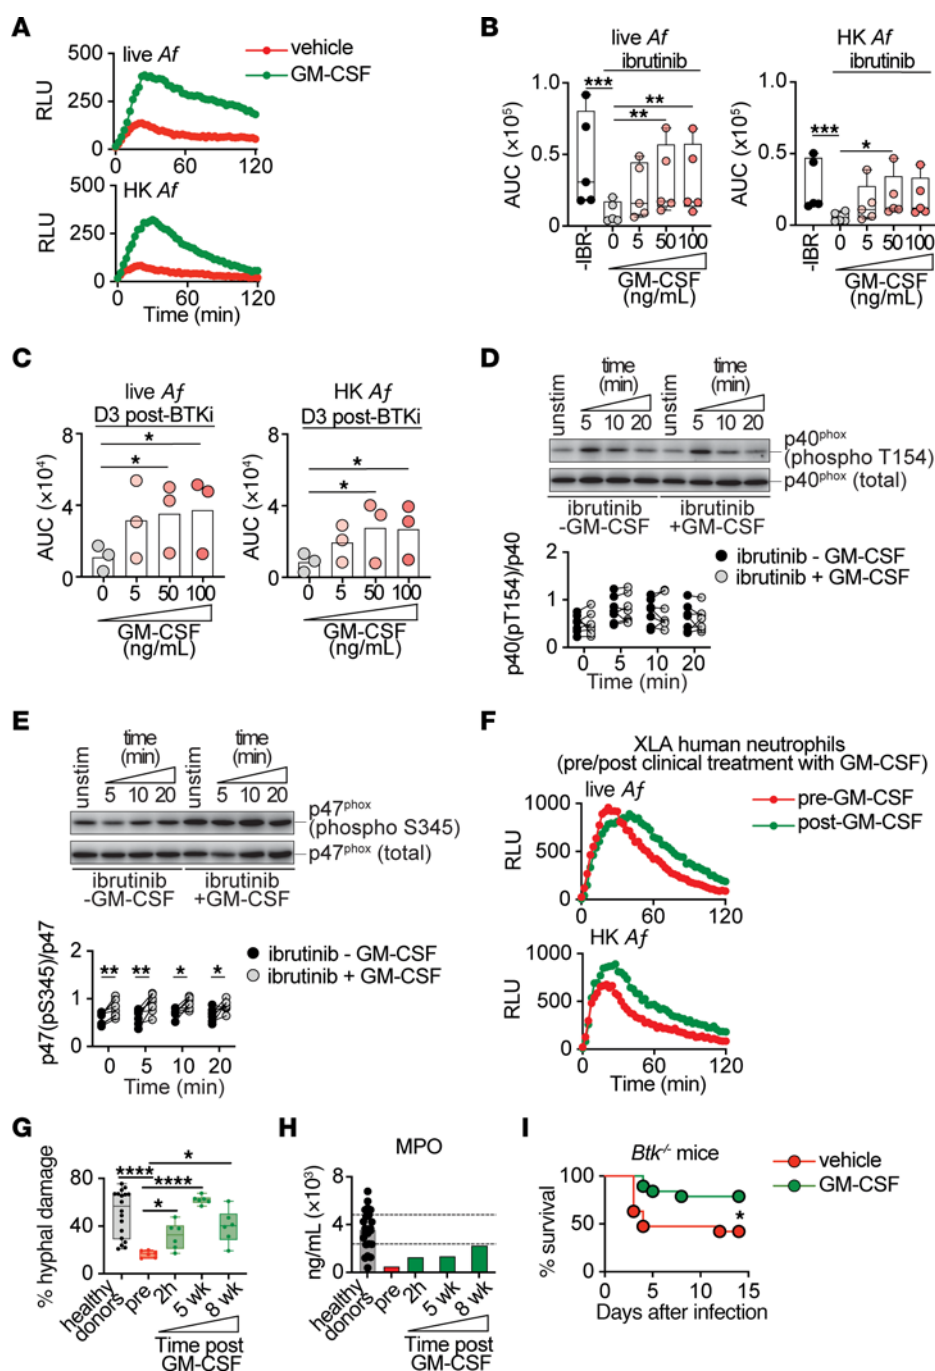 A
live Af
vehicle
GM-CSF
RLU
500
250
0
0 60 120
HK Af
RLU
500
250
0
0 60 120
Time (min)
B
live Af
ibrutinib
AUC (×10⁵)
1.0
0.5
0
*** ** **
-IBR 0 5 50 100
GM-CSF
(ng/mL)
HK Af
ibrutinib
AUC (×10⁵)
1.0
0.5
0
*** *
-IBR 0 5 50 100
GM-CSF
(ng/mL)
C
live Af
D3 post-BTKi
AUC (×10⁴)
8
4
0
*
*
0 5 50 100
GM-CSF
(ng/mL)
HK Af
D3 post-BTKi
AUC (×10⁴)
8
4
0
*
*
0 5 50 100
GM-CSF
(ng/mL)
D
time
(min)
time
(min)
unstim 5 10 20 unstim 5 10 20
p40phox
(phospho T154)
p40phox (total)
ibrutinib
-GM-CSF
ibrutinib
+GM-CSF
ibrutinib - GM-CSF
ibrutinib + GM-CSF
p40(pT154)/p40
2
1
0
0 5 10 20
Time (min)
E
time
(min)
time
(min)
unstim 5 10 20 unstim 5 10 20
p47phox
(phospho S345)
p47phox (total)
ibrutinib
-GM-CSF
ibrutinib
+GM-CSF
ibrutinib - GM-CSF
ibrutinib + GM-CSF
p47(pS345)/p47
2
1
0
** ** * *
0 5 10 20
Time (min)
F
XLA human neutrophils
(pre/post clinical treatment with GM-CSF)
live Af
pre-GM-CSF
post-GM-CSF
RLU
1000
500
0
0 60 120
HK Af
RLU
1000
500
0
0 60 120
Time (min)
G
% hyphal damage
80
40
0
*
**** ****
*
healthy donors pre 2h 5 wk 8 wk
Time post
GM-CSF
H
MPO
ng/mL (×10³)
8
6
4
2
0
healthy donors pre 2h 5 wk 8 wk
Time post
GM-CSF
I
Btk-/- mice
vehicle
GM-CSF
% survival
100
50
0
*
0 5 10 15
Days after infection